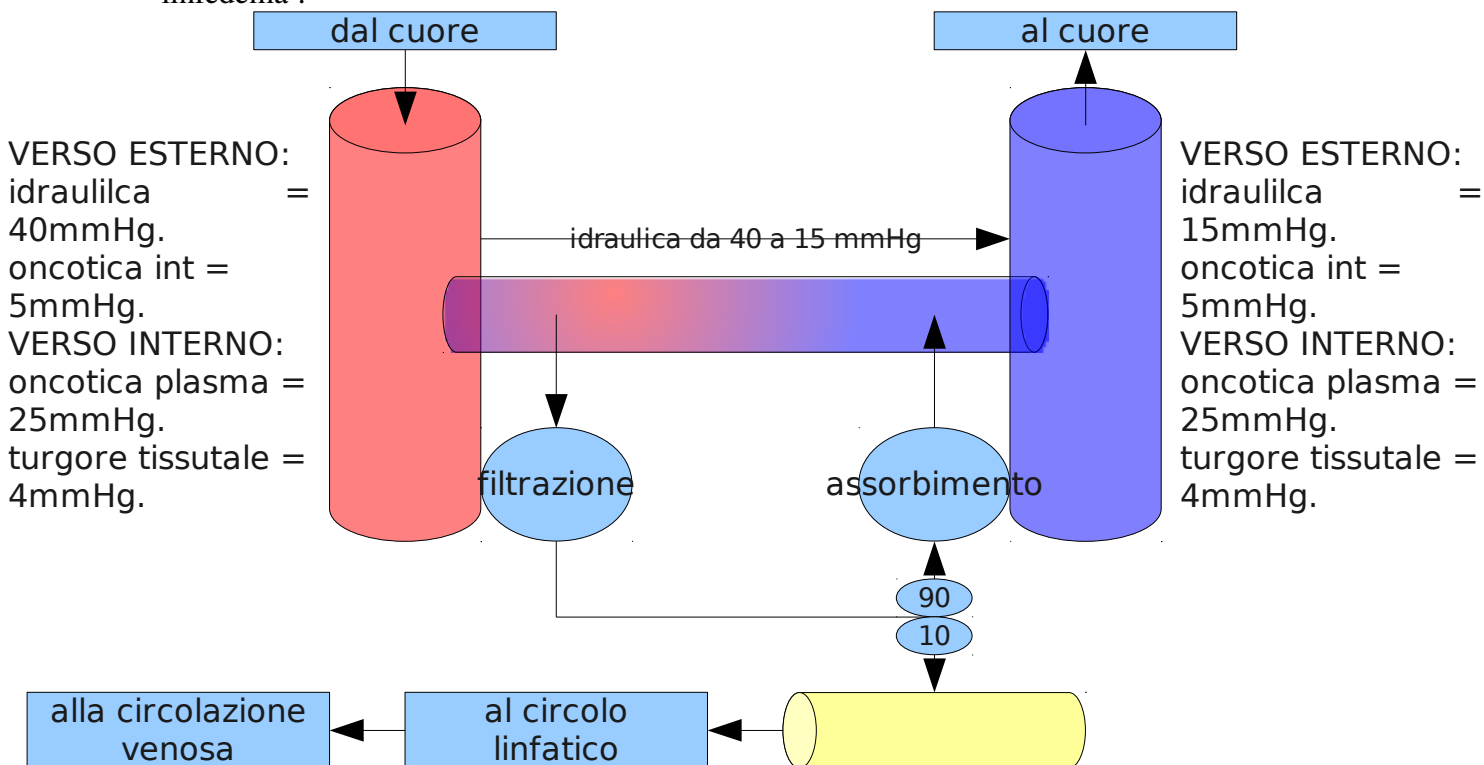 linfedema .
dal cuore
al cuore
VERSO ESTERNO:
idraulilca =
40mmHg.
oncotica int =
5mmHg.
VERSO INTERNO:
oncotica plasma =
25mmHg.
turgore tissutale =
4mmHg.
idraulica da 40 a 15 mmHg
VERSO ESTERNO:
idraulilca =
15mmHg.
oncotica int =
5mmHg.
VERSO INTERNO:
oncotica plasma =
25mmHg.
turgore tissutale =
4mmHg.
filtrazione
assorbimento
90
10
alla circolazione
venosa
al circolo
linfatico